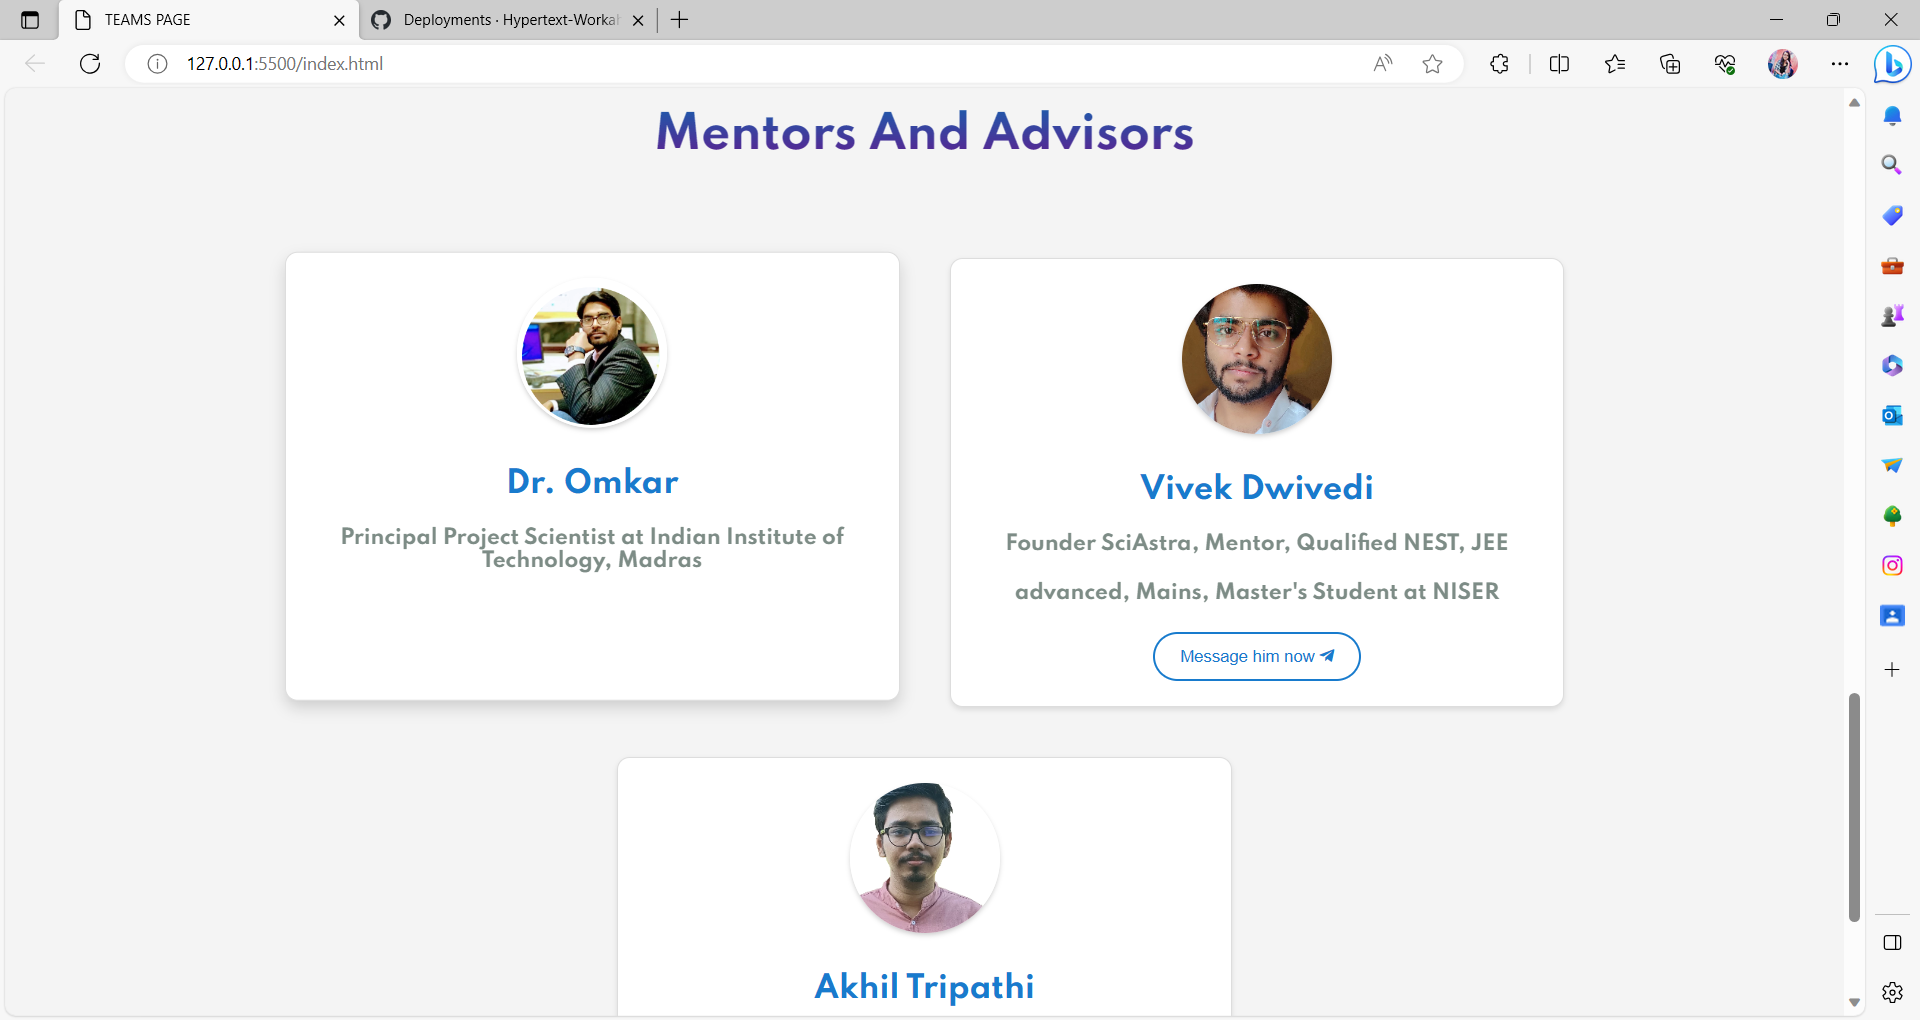 TEAMS PAGE
Deployments · Hypertext-Workah
127.0.0.1:5500/index.html
Mentors And Advisors
Dr. Omkar
Principal Project Scientist at Indian Institute of
Technology, Madras
Vivek Dwivedi
Founder SciAstra, Mentor, Qualified NEST, JEE
advanced, Mains, Master's Student at NISER
Message him now
Akhil Tripathi